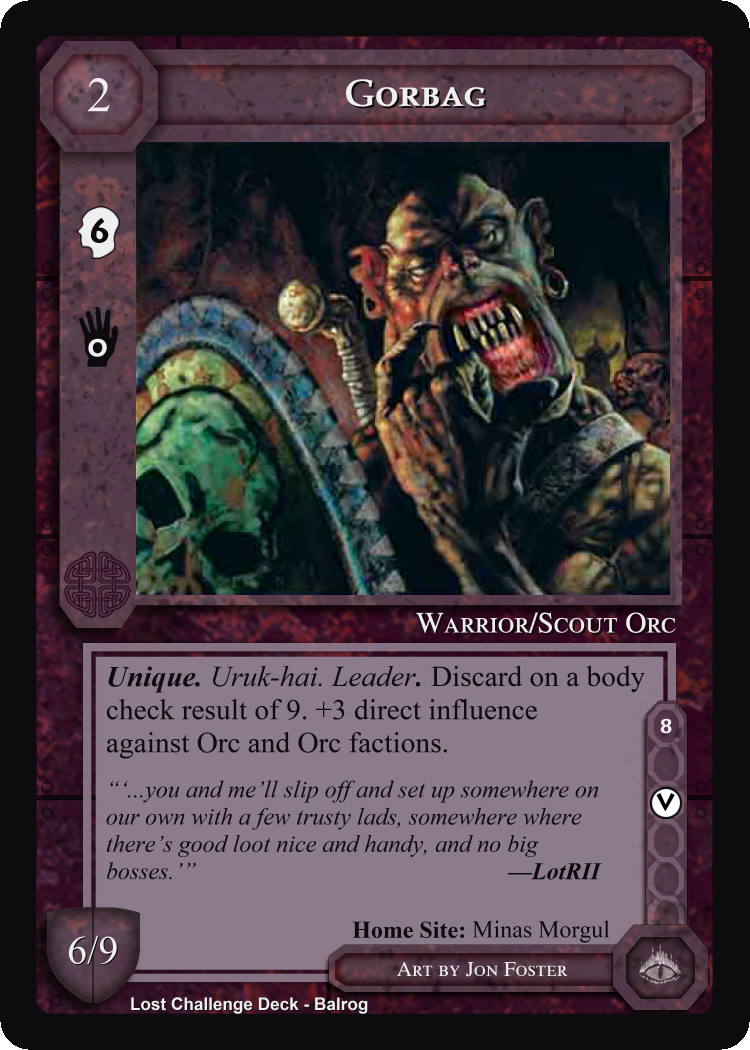 2
GORBAG
6
0
WARRIOR/SCOUT ORC
Unique. Uruk-hai. Leader. Discard on a body
check result of 9. +3 direct influence
against Orc and Orc factions.
8
V
“‘...you and me’ll slip off and set up somewhere on
our own with a few trusty lads, somewhere where
there’s good loot nice and handy, and no big
bosses.’”
—LotRII
Home Site: Minas Morgul
6/9
ART BY JON FOSTER
Lost Challenge Deck - Balrog